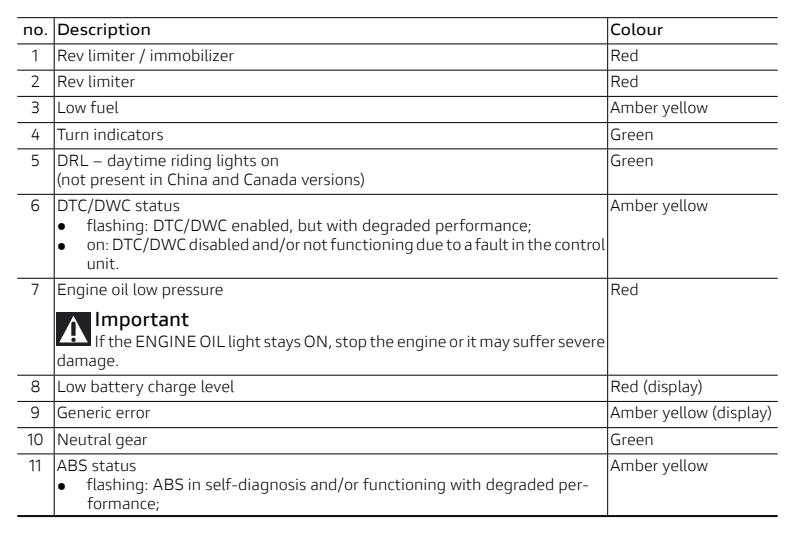 no. Description Colour
1 Rev limiter / immobilizer Red
2 Rev limiter Red
3 Low fuel Amber yellow
4 Turn indicators Green
5 DRL – daytime riding lights on Green
(not present in China and Canada versions)
6 DTC/DWC status Amber yellow
● flashing: DTC/DWC enabled, but with degraded performance;
● on: DTC/DWC disabled and/or not functioning due to a fault in the control
unit.
7 Engine oil low pressure Red
Important
If the ENGINE OIL light stays ON, stop the engine or it may suffer severe
damage.
8 Low battery charge level Red (display)
9 Generic error Amber yellow (display)
10 Neutral gear Green
11 ABS status Amber yellow
● flashing: ABS in self-diagnosis and/or functioning with degraded per-
formance;